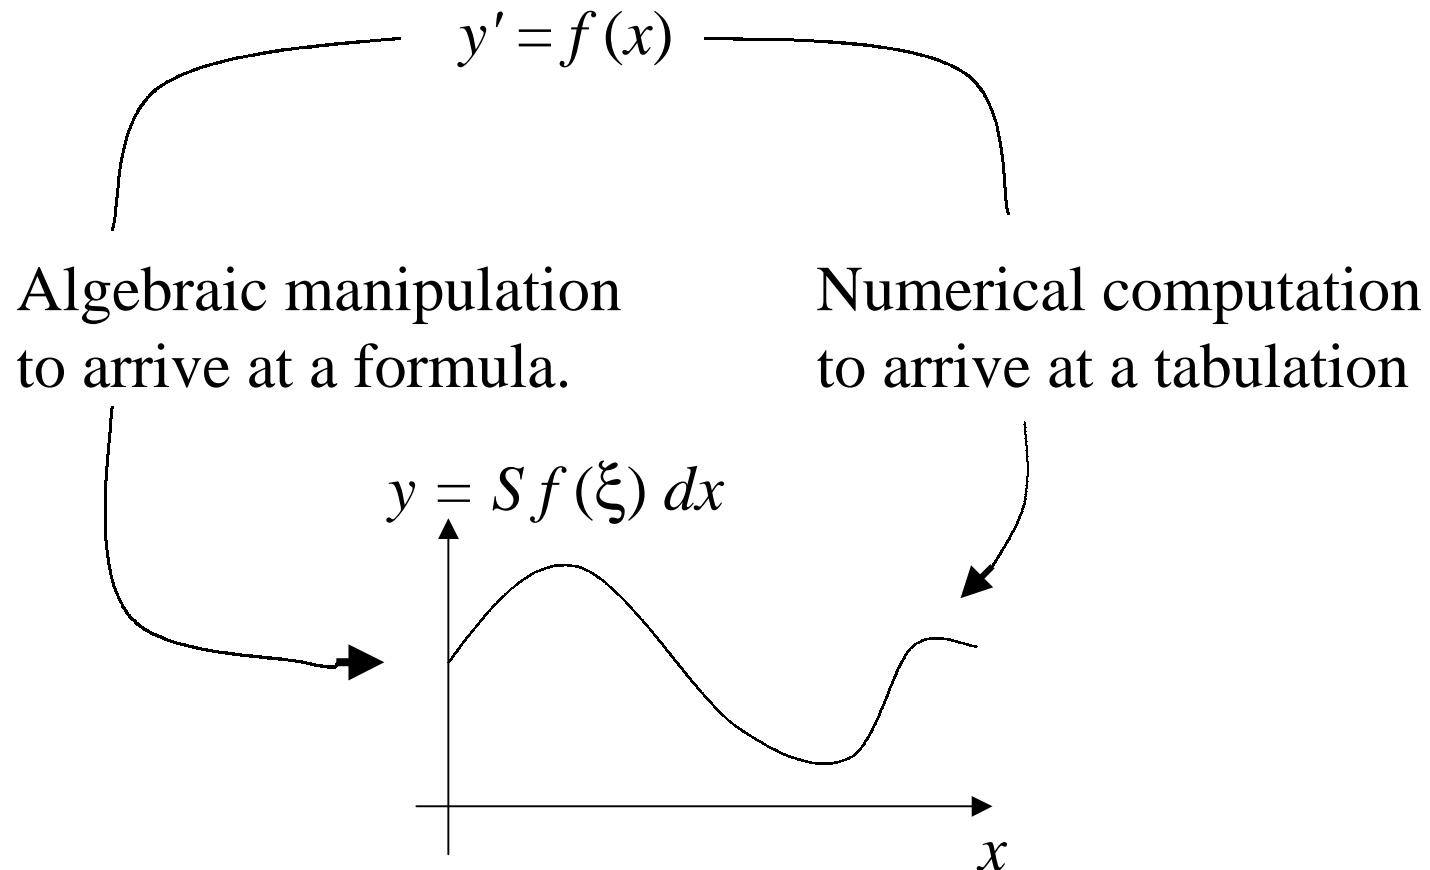 y′ = f (x)
Algebraic manipulation
to arrive at a formula.
Numerical computation
to arrive at a tabulation
y = S f (ξ) dx
x